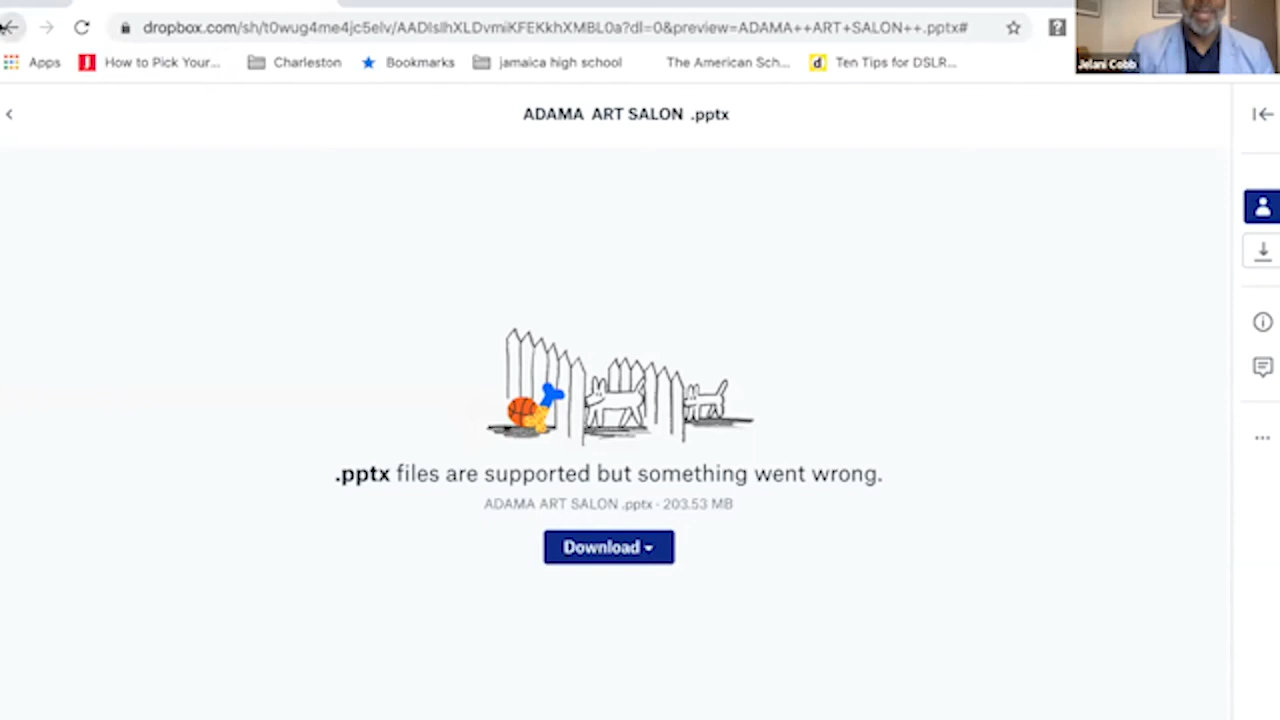 dropbox.com/sh/t0wug4me4jc5elv/AADIsIhXLDvmiKFEKkhXMBL0a?dl=0&preview=ADAMA++ART+SALON++.pptx#
Apps How to Pick Your... Charleston Bookmarks jamaica high school The American Sch... Ten Tips for DSLR...
Jelani Cobb
ADAMA ART SALON .pptx
.pptx files are supported but something went wrong.
ADAMA ART SALON .pptx · 203.53 MB
Download